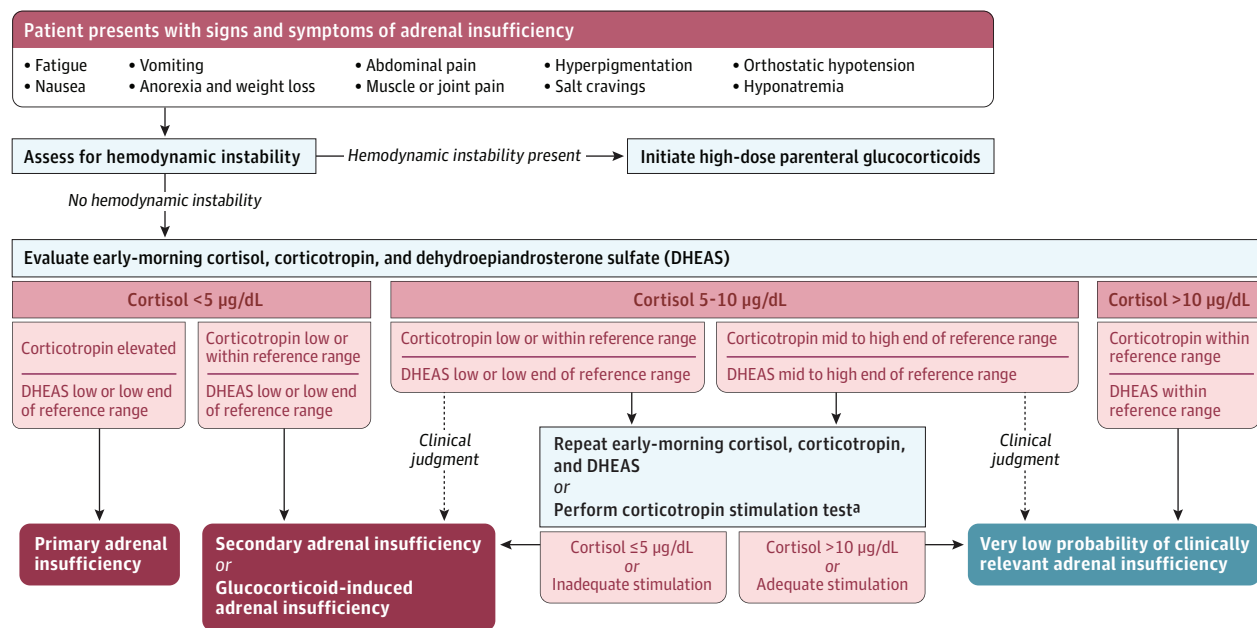 Patient presents with signs and symptoms of adrenal insufficiency
• Fatigue • Vomiting • Abdominal pain • Hyperpigmentation • Orthostatic hypotension
• Nausea • Anorexia and weight loss • Muscle or joint pain • Salt cravings • Hyponatremia
Assess for hemodynamic instability
Hemodynamic instability present
Initiate high-dose parenteral glucocorticoids
No hemodynamic instability
Evaluate early-morning cortisol, corticotropin, and dehydroepiandrosterone sulfate (DHEAS)
Cortisol <5 µg/dL
Corticotropin elevated
DHEAS low or low end
of reference range
Corticotropin low or
within reference range
DHEAS low or low end
of reference range
Cortisol 5-10 µg/dL
Corticotropin low or within reference range
DHEAS low or low end of reference range
Corticotropin mid to high end of reference range
DHEAS mid to high end of reference range
Cortisol >10 µg/dL
Corticotropin within
reference range
DHEAS within
reference range
Clinical
judgment
Repeat early-morning cortisol, corticotropin,
and DHEAS
or
Perform corticotropin stimulation testa
Clinical
judgment
Primary adrenal
insufficiency
Secondary adrenal insufficiency
or
Glucocorticoid-induced
adrenal insufficiency
Cortisol ≤5 µg/dL
or
Inadequate stimulation
Cortisol >10 µg/dL
or
Adequate stimulation
Very low probability of clinically
relevant adrenal insufficiency